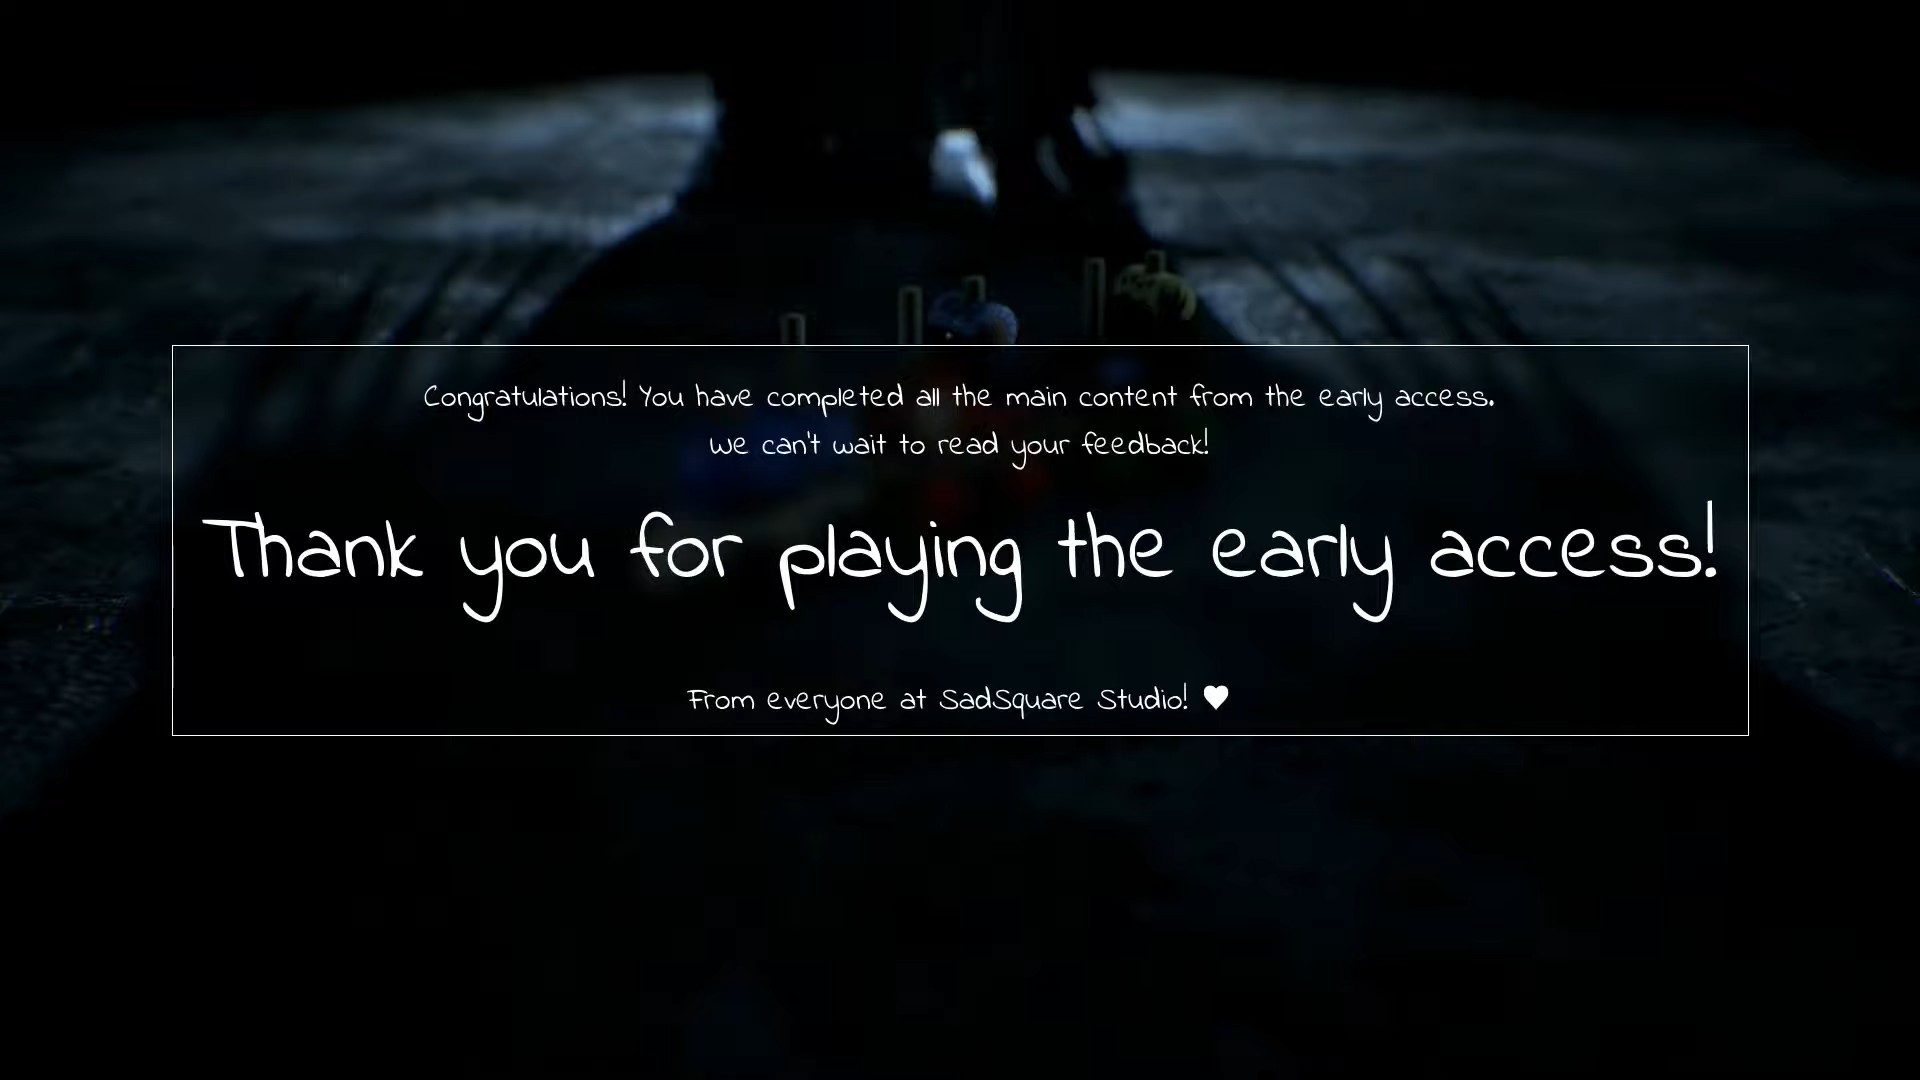 Congratulations! You have completed all the main content from the early access.
We can't wait to read your feedback!
Thank you for playing the early access!
From everyone at SadSquare Studio! ♥